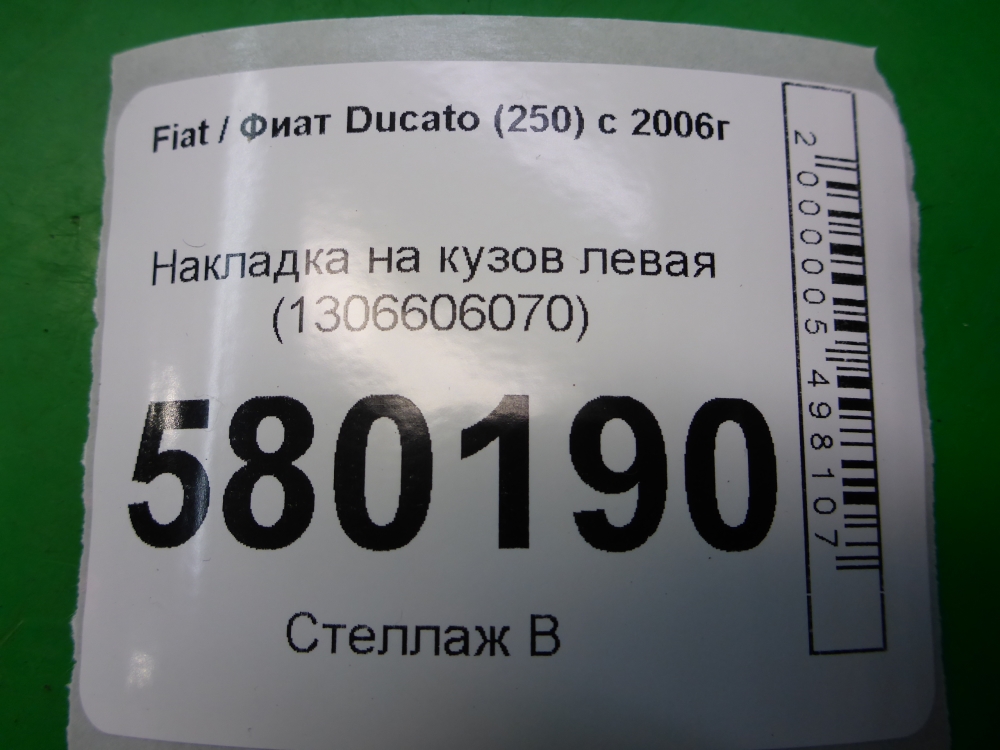 Fiat / Фиат Ducato (250) с 2006г
Накладка на кузов левая
(1306606070)
580190
Стеллаж В
2000005498107